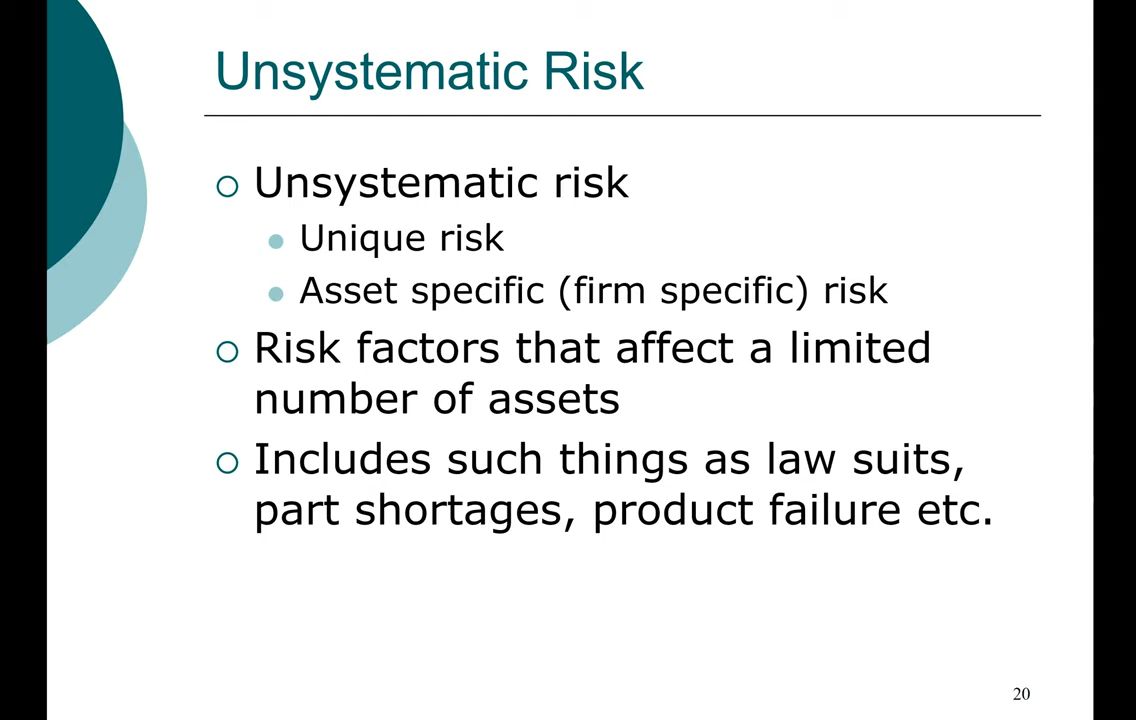 Unsystematic Risk
Unsystematic risk
Unique risk
Asset specific (firm specific) risk
Risk factors that affect a limited
number of assets
Includes such things as law suits,
part shortages, product failure etc.
20